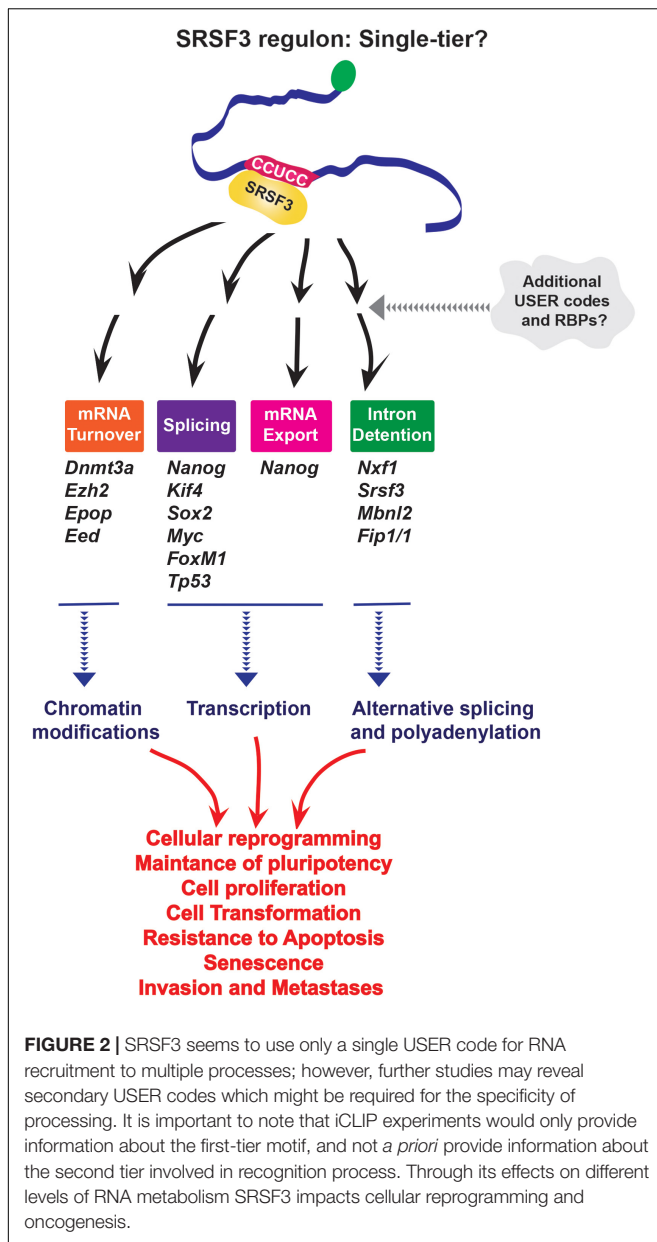 SRSF3 regulon: Single-tier?
CCUCC
SRSF3
Additional
USER codes
and RBPs?
mRNA
Turnover
Splicing
mRNA
Export
Intron
Detention
Dnmt3a
Ezh2
Epop
Eed
Nanog
Kif4
Sox2
Myc
FoxM1
Tp53
Nanog
Nxf1
Srsf3
Mbnl2
Fip1/1
Chromatin
modifications
Transcription
Alternative splicing
and polyadenylation
Cellular reprogramming
Maintance of pluripotency
Cell proliferation
Cell Transformation
Resistance to Apoptosis
Senescence
Invasion and Metastases
FIGURE 2 | SRSF3 seems to use only a single USER code for RNA
recruitment to multiple processes; however, further studies may reveal
secondary USER codes which might be required for the specificity of
processing. It is important to note that iCLIP experiments would only provide
information about the first-tier motif, and not a priori provide information about
the second tier involved in recognition process. Through its effects on different
levels of RNA metabolism SRSF3 impacts cellular reprogramming and
oncogenesis.